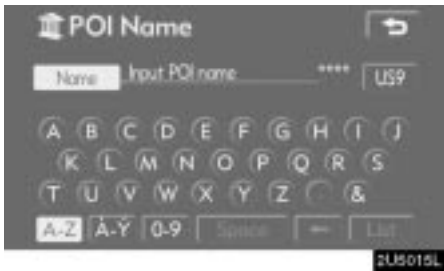 POI Name
Name Input POI name **** US9
A B C D E F G H I J
K L M N O P Q R S
T U V W X Y Z &
A-Z À-Ý 0-9 Space ← List
2U5015L